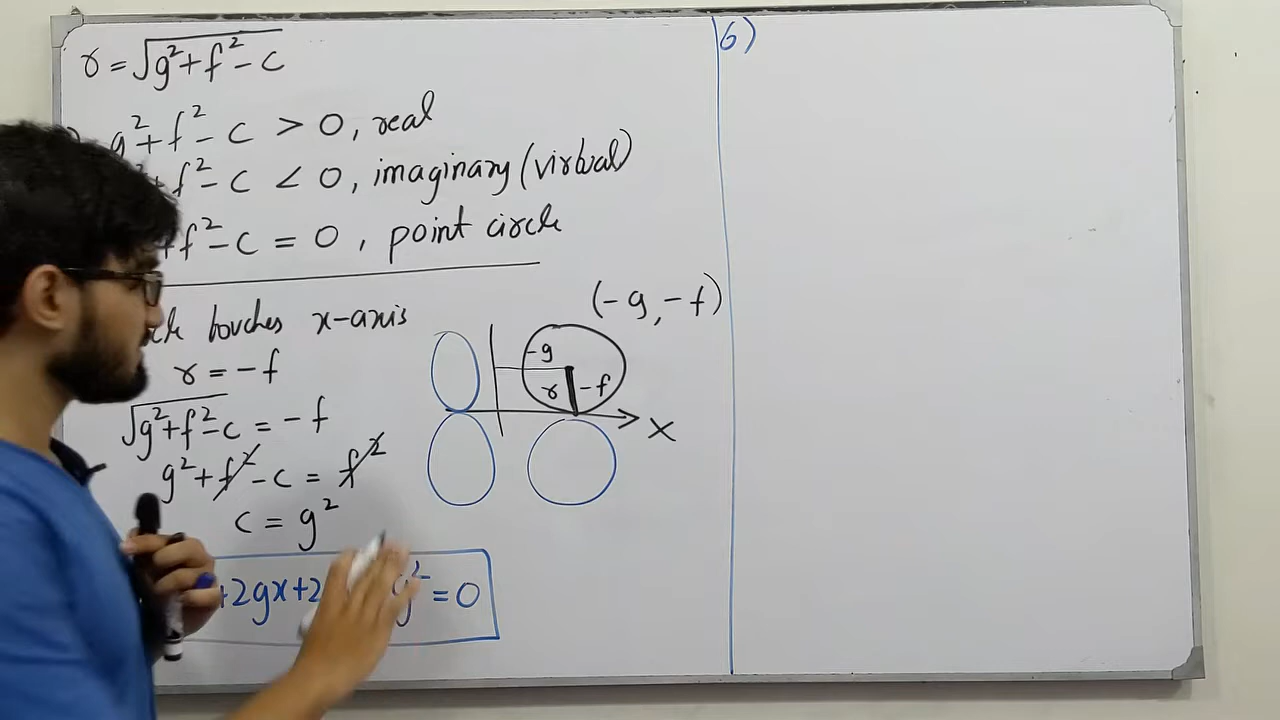 r = √g²+f²-c
g²+f²-c > 0, real
f²-c < 0, imaginary (virtual)
f²-c = 0, point circle
touches x-axis
r = -f
√g²+f²-c = -f
g²+f²-c = f²
c = g²
+2gx+2 g² = 0
(-g, -f)
-g
r -f
X
6)